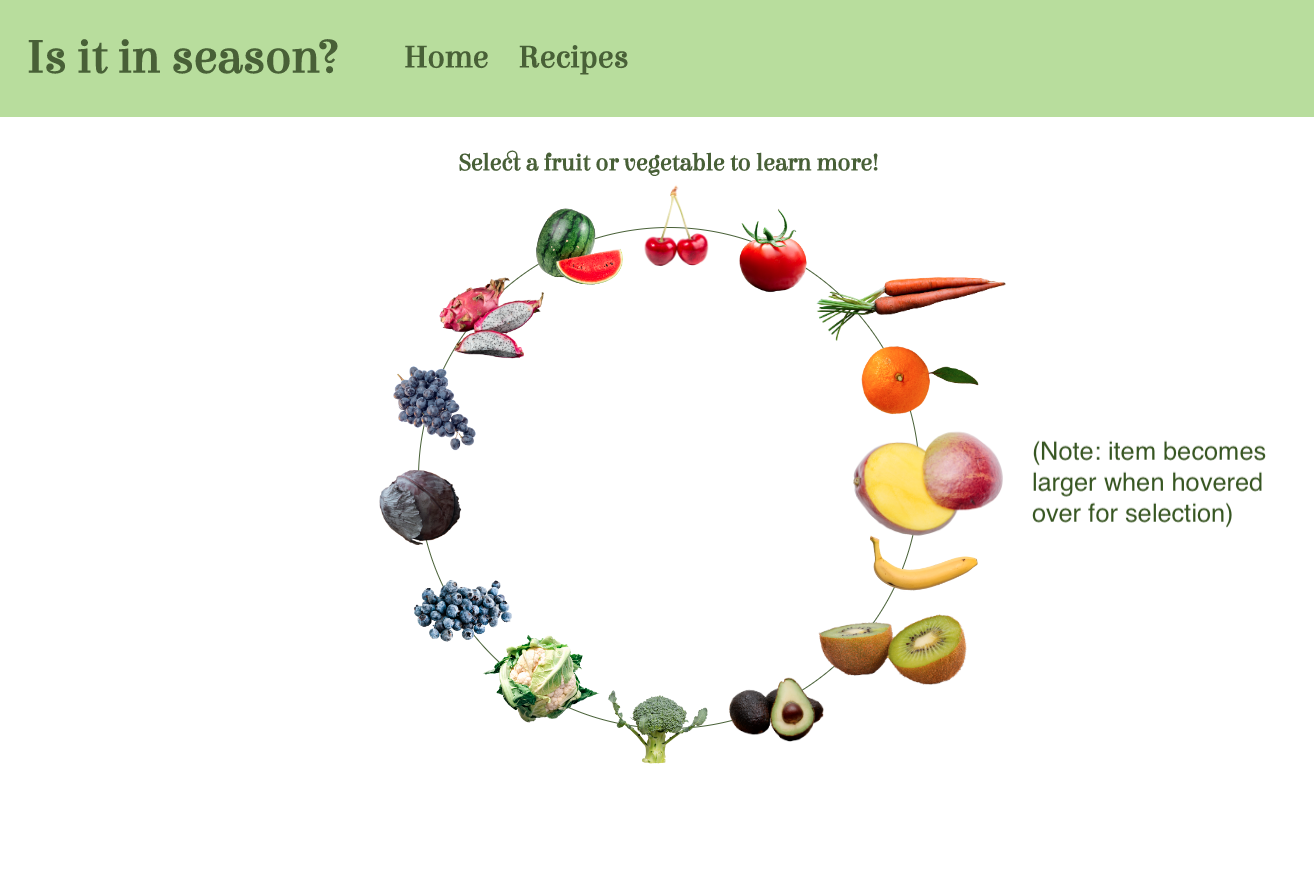 Is it in season?
Home
Recipes
Select a fruit or vegetable to learn more!
(Note: item becomes
larger when hovered
over for selection)